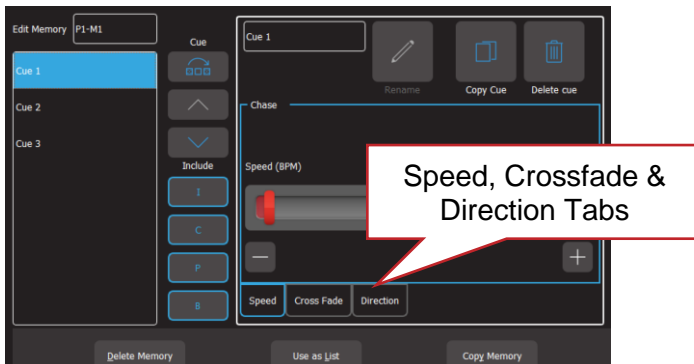 Edit Memory P1-M1
Cue
Cue 1
Cue 2
Cue 3
Include
I
C
P
B
Cue 1
Rename
Copy Cue
Delete cue
Chase
Speed (BPM)
Speed, Crossfade &
Direction Tabs
Speed
Cross Fade
Direction
Delete Memory
Use as List
Copy Memory